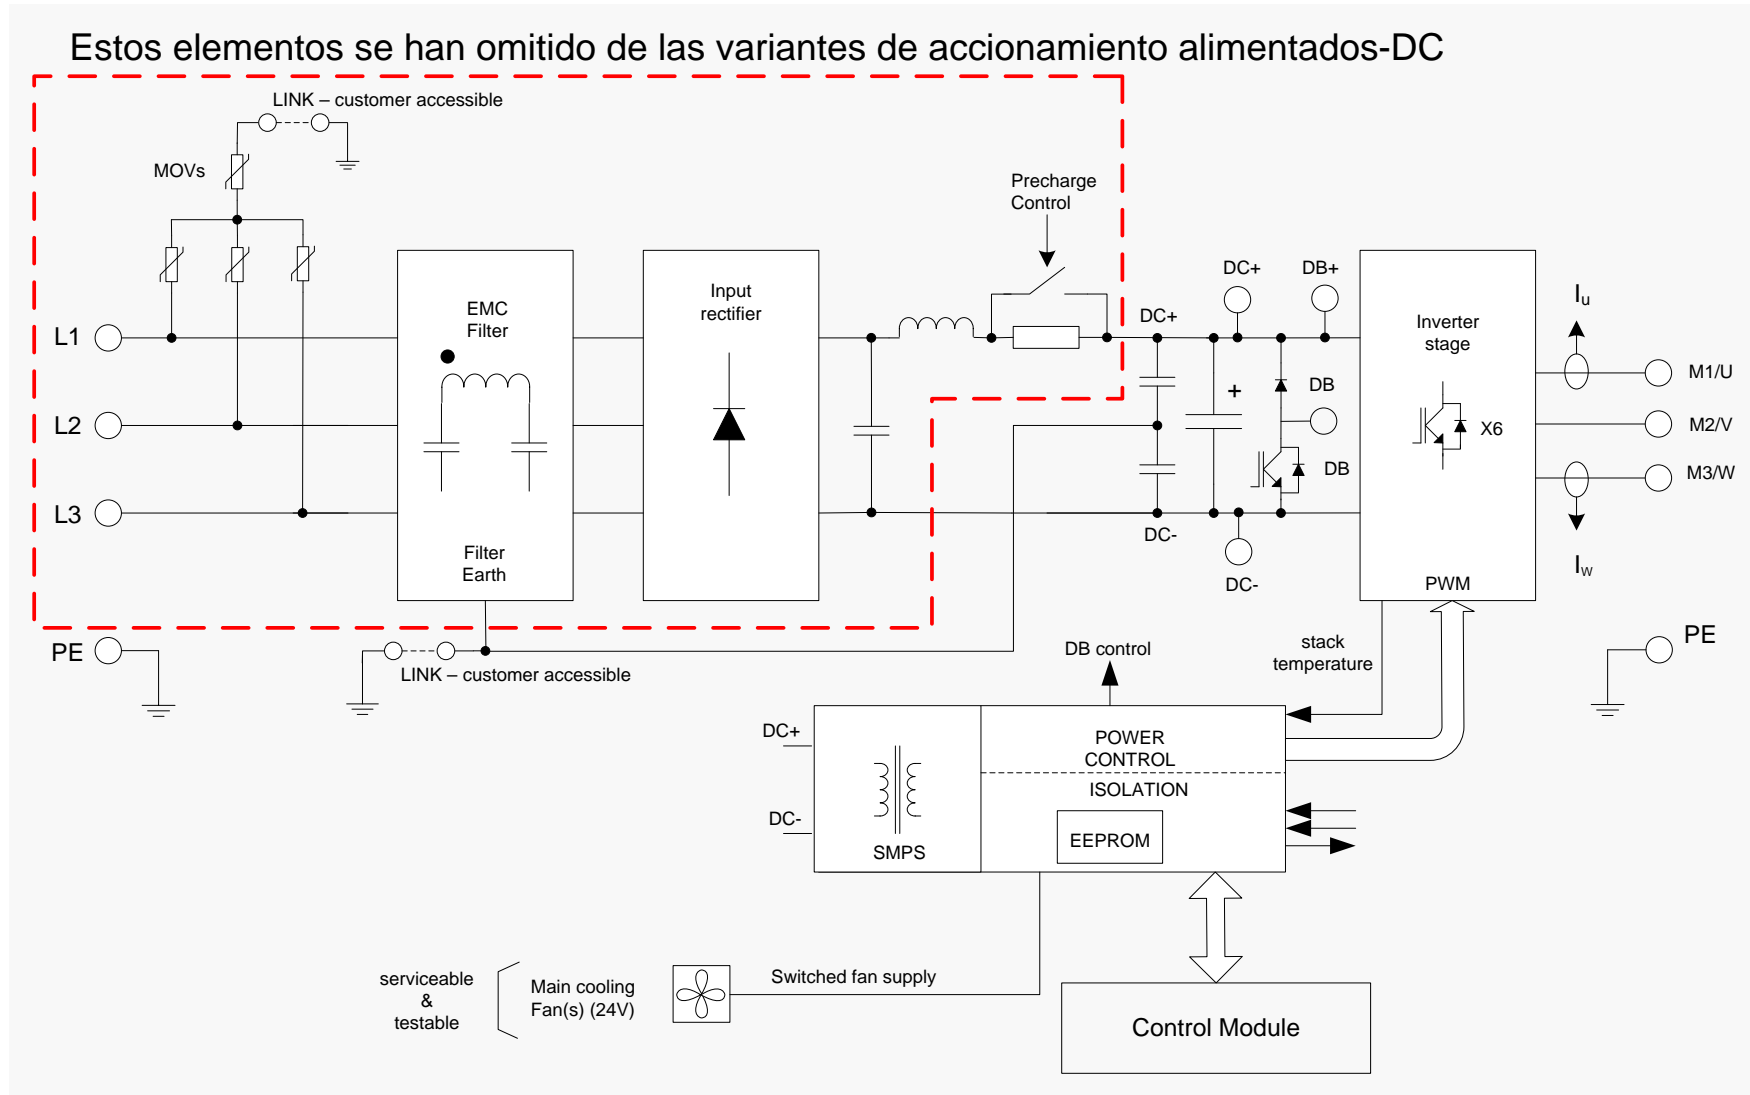 Estos elementos se han omitido de las variantes de accionamiento alimentados-DC
LINK – customer accessible
MOVs
Precharge
Control
L1
L2
L3
PE
EMC
Filter
Filter
Earth
Input
rectifier
DC+
DC-
DC+
DB+
+
DB
DB
DC-
Inverter
stage
X6
PWM
Iu
Iw
M1/U
M2/V
M3/W
PE
LINK – customer accessible
DB control
stack
temperature
DC+
DC-
SMPS
POWER
CONTROL
ISOLATION
EEPROM
serviceable
&
testable
Main cooling
Fan(s) (24V)
Switched fan supply
Control Module